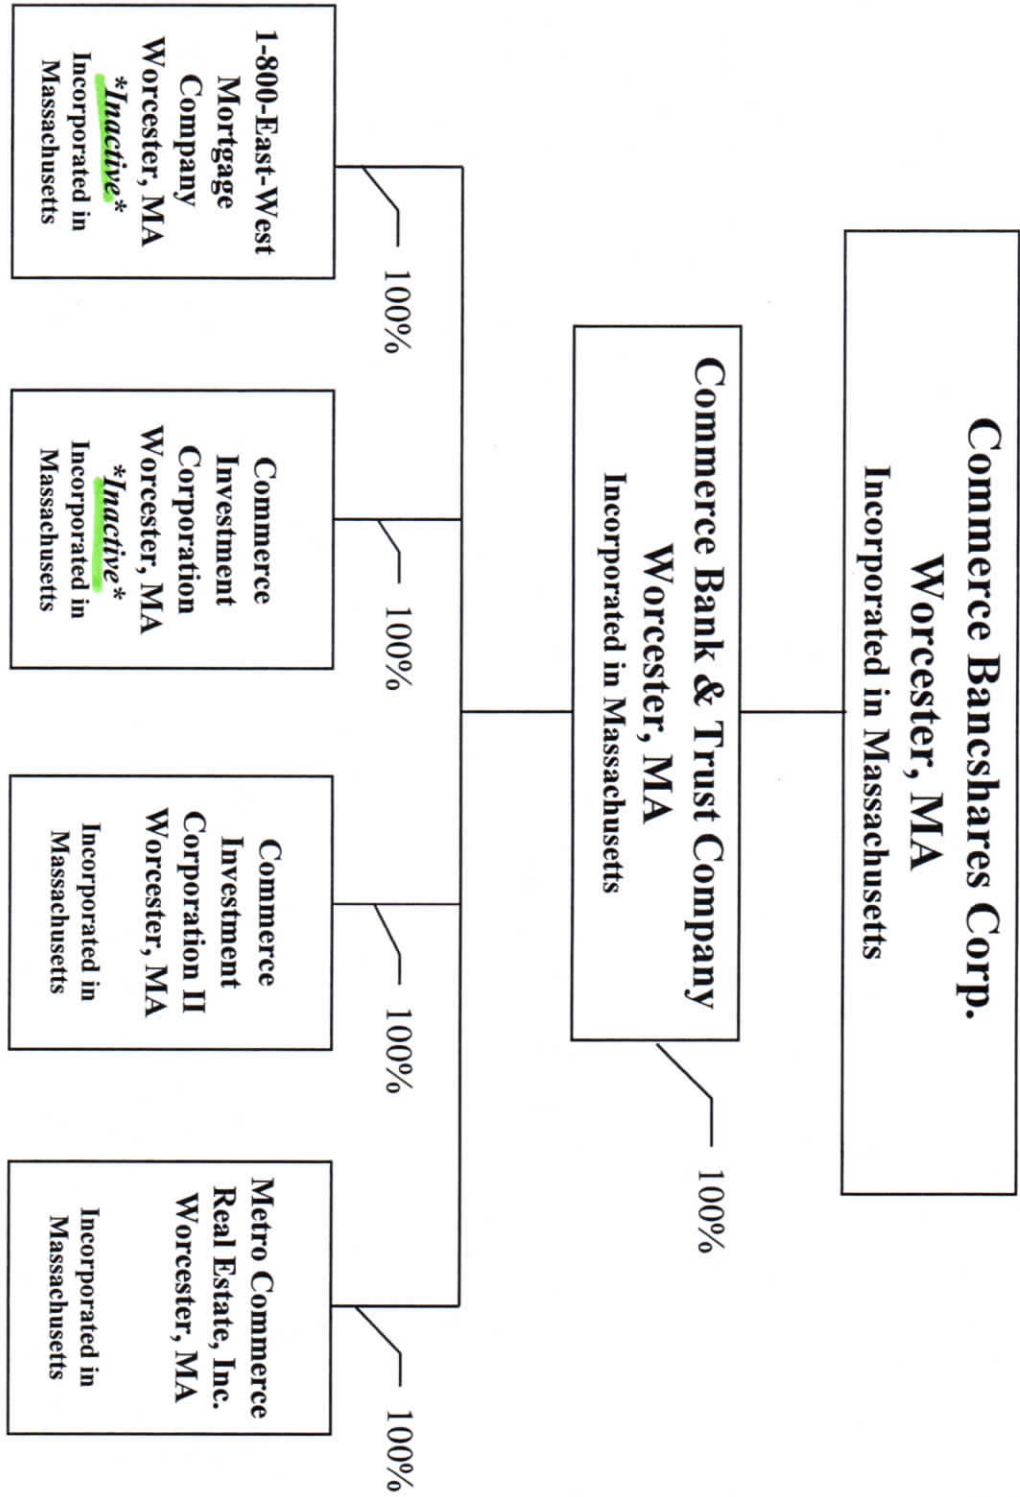 Commerce Bancshares Corp.
Worcester, MA
Incorporated in Massachusetts
Commerce Bank & Trust Company
Worcester, MA
Incorporated in Massachusetts
100%
1-800-East-West
Mortgage
Company
Worcester, MA
*Inactive*
Incorporated in
Massachusetts
100%
Commerce
Investment
Corporation
Worcester, MA
*Inactive*
Incorporated in
Massachusetts
100%
Commerce
Investment
Corporation II
Worcester, MA
Incorporated in
Massachusetts
100%
Metro Commerce
Real Estate, Inc.
Worcester, MA
Incorporated in
Massachusetts
100%